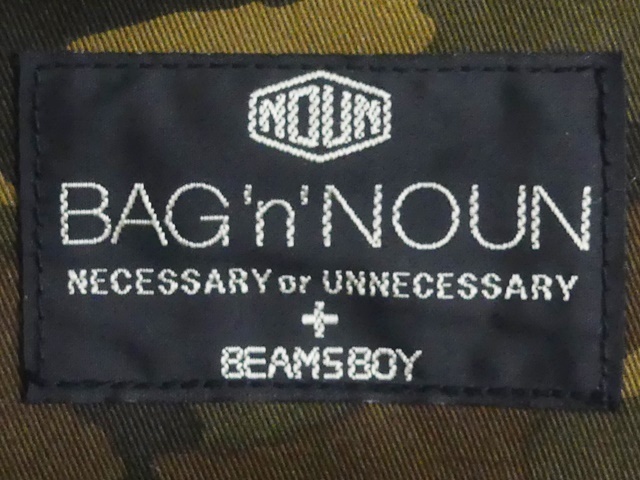 NOUN
BAG'n'NOUN
NECESSARY or UNNECESSARY
+
BEAMS BOY